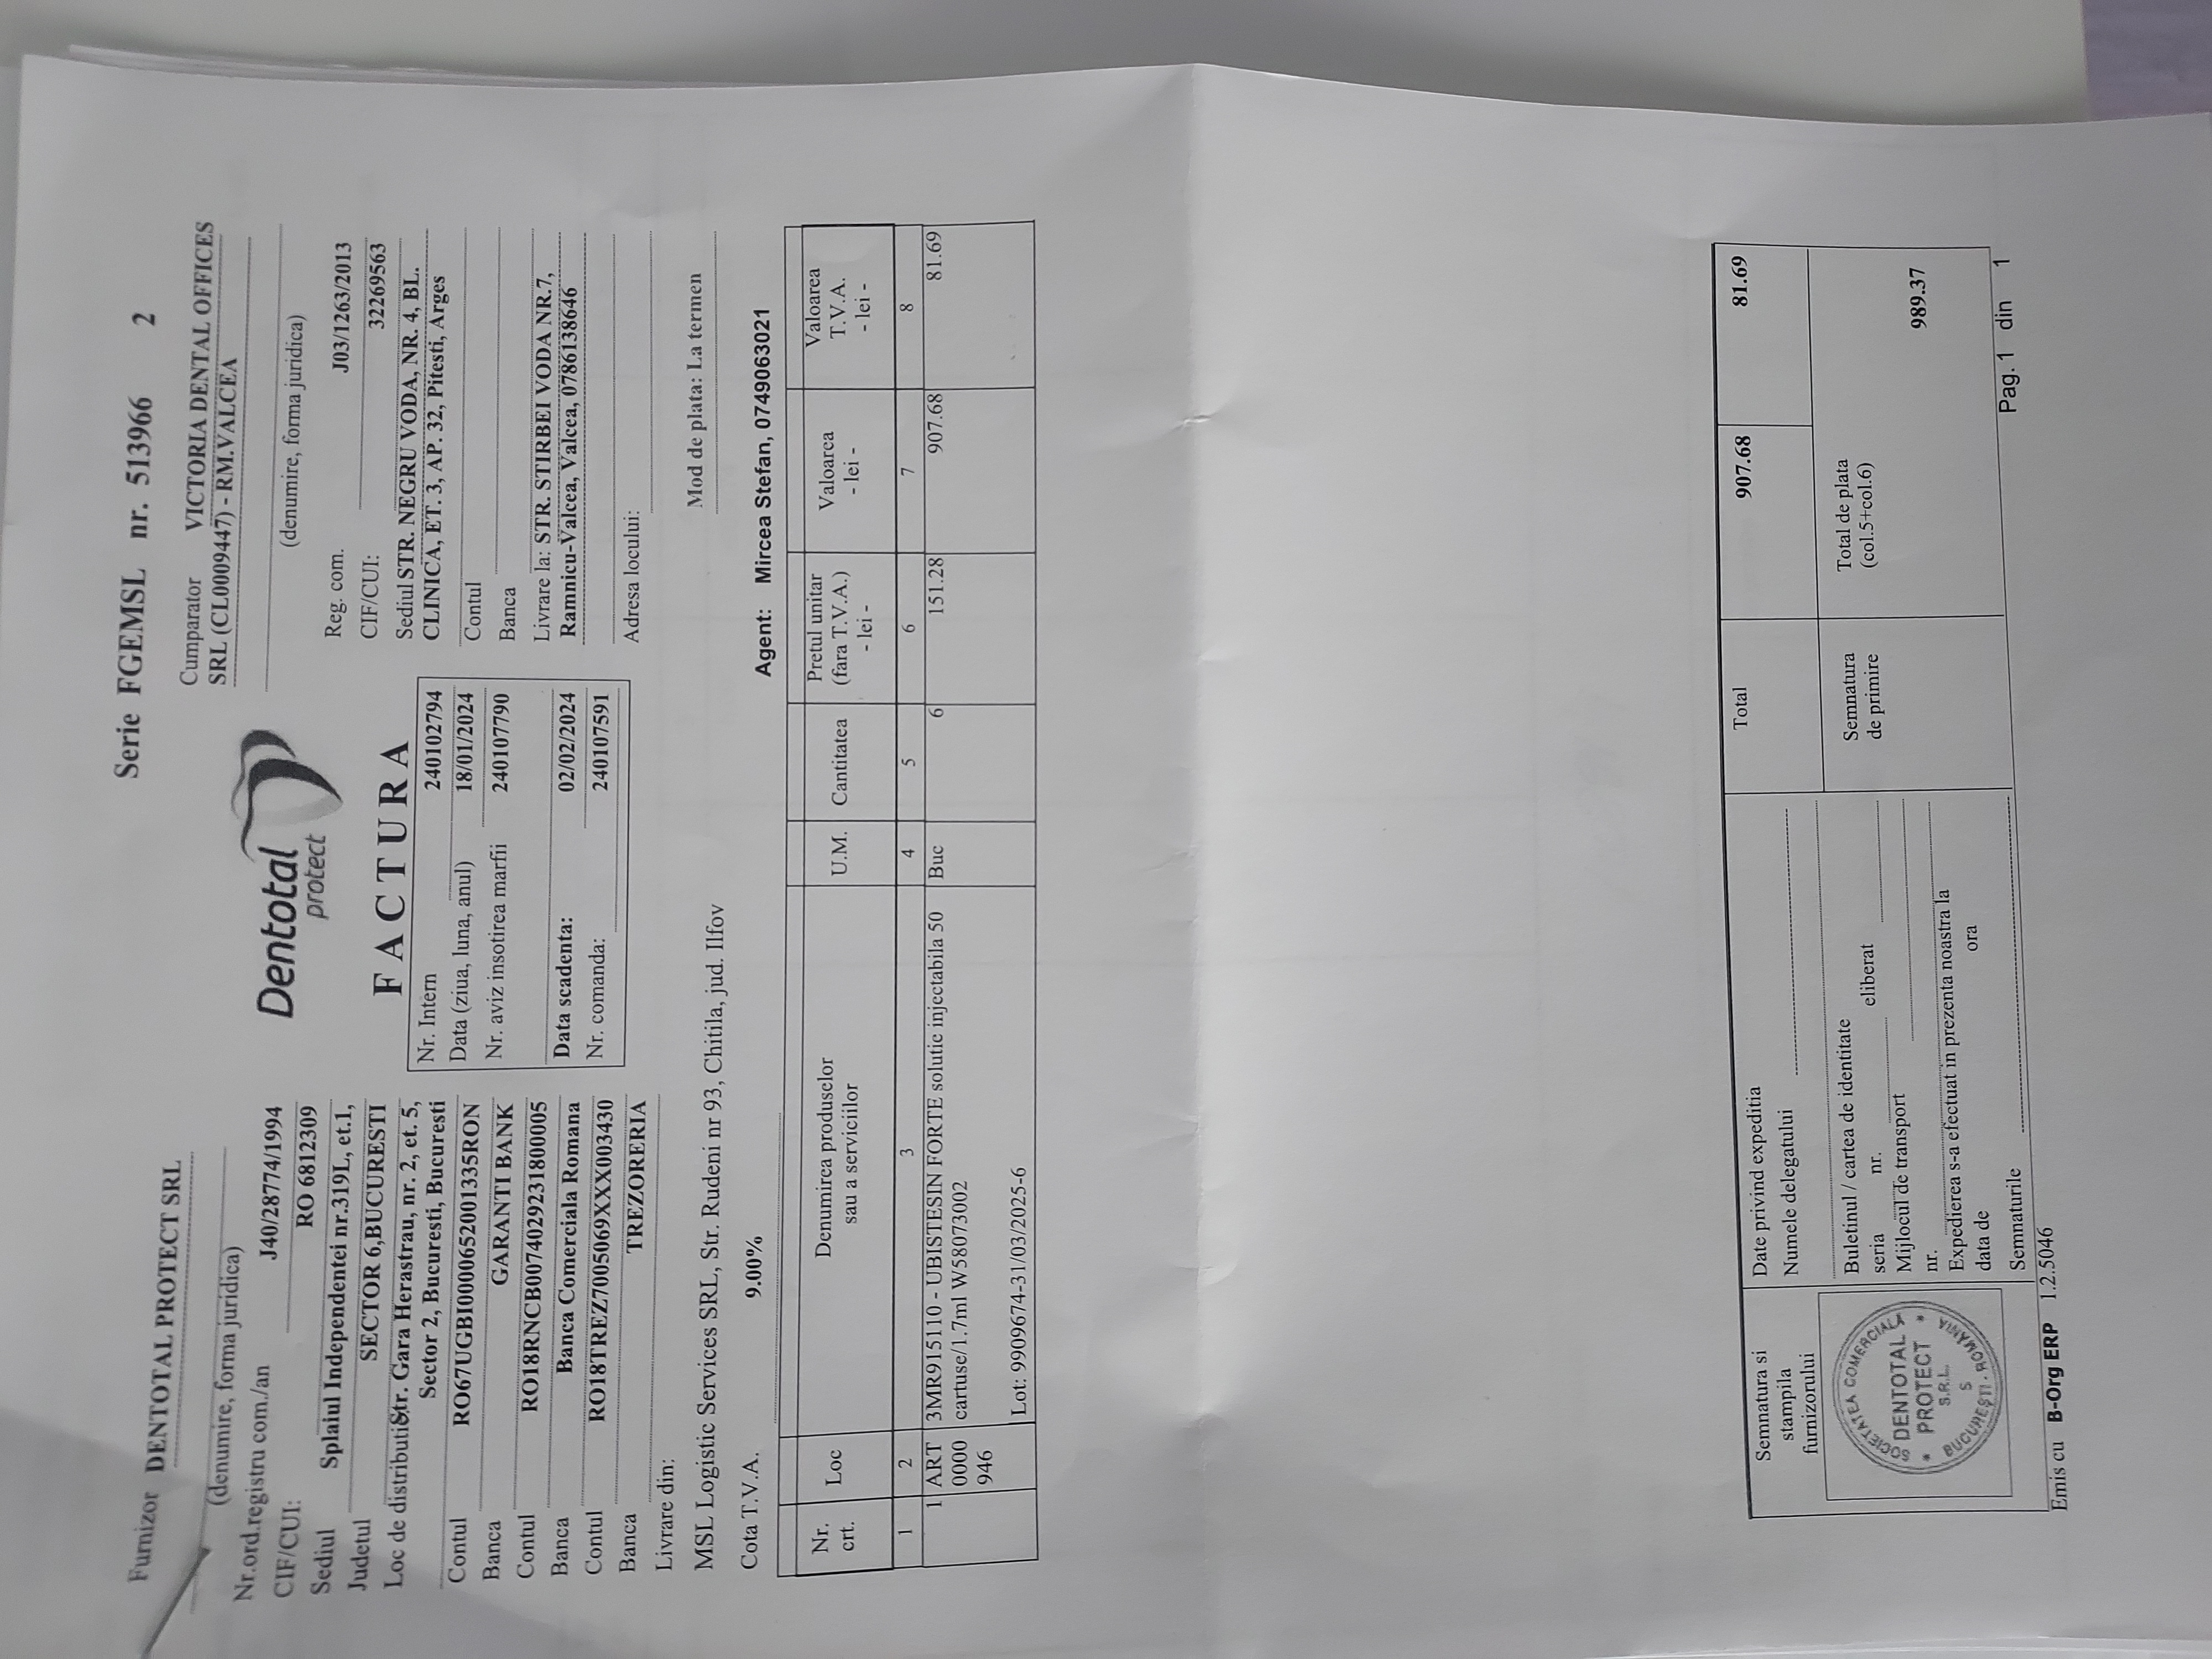 Serie FGEMSL nr. 513966 2
Furnizor DENTOTAL PROTECT SRL
(denumire, forma juridica)
Nr.ord.registru com./an J40/28774/1994
CIF/CUI: RO 6812309
Sediul Splaiul Independentei nr.319L, et.1,
Judetul SECTOR 6,BUCURESTI
Loc de distributi Str. Gara Herastrau, nr. 2, et. 5,
Sector 2, Bucuresti, Bucuresti
Contul RO67UGBI0000652001335RON
Banca GARANTI BANK
Contul RO18RNCB0074029231800005
Banca Banca Comerciala Romana
Contul RO18TREZ7005069XXX003430
Banca TREZORERIA
Livrare din:
MSL Logistic Services SRL, Str. Rudeni nr 93, Chitila, jud. Ilfov
Cota T.V.A. 9.00%
Dentotal
protect
FACTURA
Nr. Intern 240102794
Data (ziua, luna, anul) 18/01/2024
Nr. aviz insotirea marfii 240107790
Data scadenta: 02/02/2024
Nr. comanda: 240107591
Cumparator VICTORIA DENTAL OFFICES
SRL (CL0009447) - RM.VALCEA
(denumire, forma juridica)
Reg. com. J03/1263/2013
CIF/CUI: 32269563
Sediul STR. NEGRU VODA, NR. 4, BL.
CLINICA, ET. 3, AP. 32, Pitesti, Arges
Contul
Banca
Livrare la: STR. STIRBEI VODA NR.7,
Ramnicu-Valcea, Valcea, 0786138646
Adresa locului:
Mod de plata: La termen
Agent: Mircea Stefan, 0749063021
Nr. crt. Loc Denumirea produselor sau a serviciilor U.M. Cantitatea Pretul unitar (fara T.V.A.) - lei - Valoarea - lei - Valoarea T.V.A. - lei -
1 2 3 4 5 6 7 8
1 ART 3MR915110 - UBISTESIN FORTE solutie injectabila 50 Buc 6 151.28 907.68 81.69
0000 cartuse/1.7ml W58073002
946
Lot: 9909674-31/03/2025-6
Semnatura si
stampila
furnizorului
SOCIETATEA COMERCIALA
DENTOTAL
PROTECT
S.R.L.
S
BUCUREŞTI - ROMANIA
Date privind expeditia
Numele delegatului
Buletinul / cartea de identitate
seria nr. eliberat
Mijlocul de transport
nr.
Expedierea s-a efectuat in prezenta noastra la
data de ora
Semnaturile
Total 907.68 81.69
Semnatura
de primire
Total de plata
(col.5+col.6)
989.37
Emis cu B-Org ERP 1.2.5046
Pag. 1 din 1